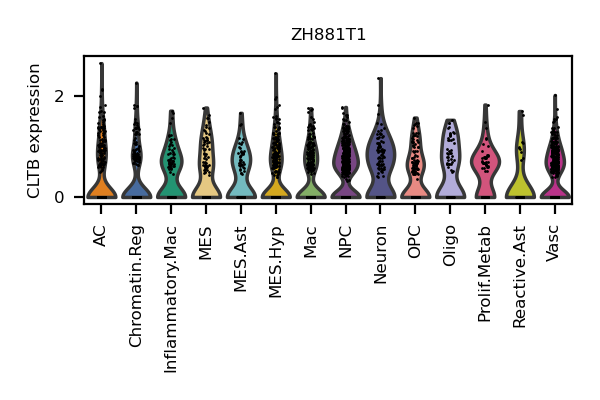 ZH881T1
CLTB expression
2
0
AC
Chromatin.Reg
Inflammatory.Mac
MES
MES.Ast
MES.Hyp
Mac
NPC
Neuron
OPC
Oligo
Prolif.Metab
Reactive.Ast
Vasc